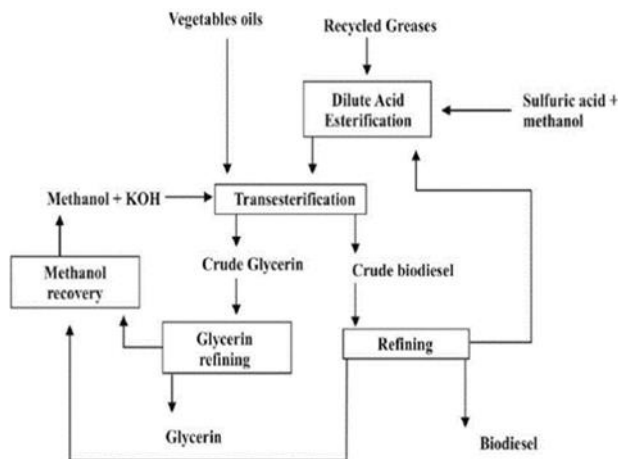 Vegetables oils
Recycled Greases
Dilute Acid
Esterification
Sulfuric acid +
methanol
Methanol + KOH
Transesterification
Crude Glycerin
Crude biodiesel
Methanol
recovery
Glycerin
refining
Refining
Glycerin
Biodiesel